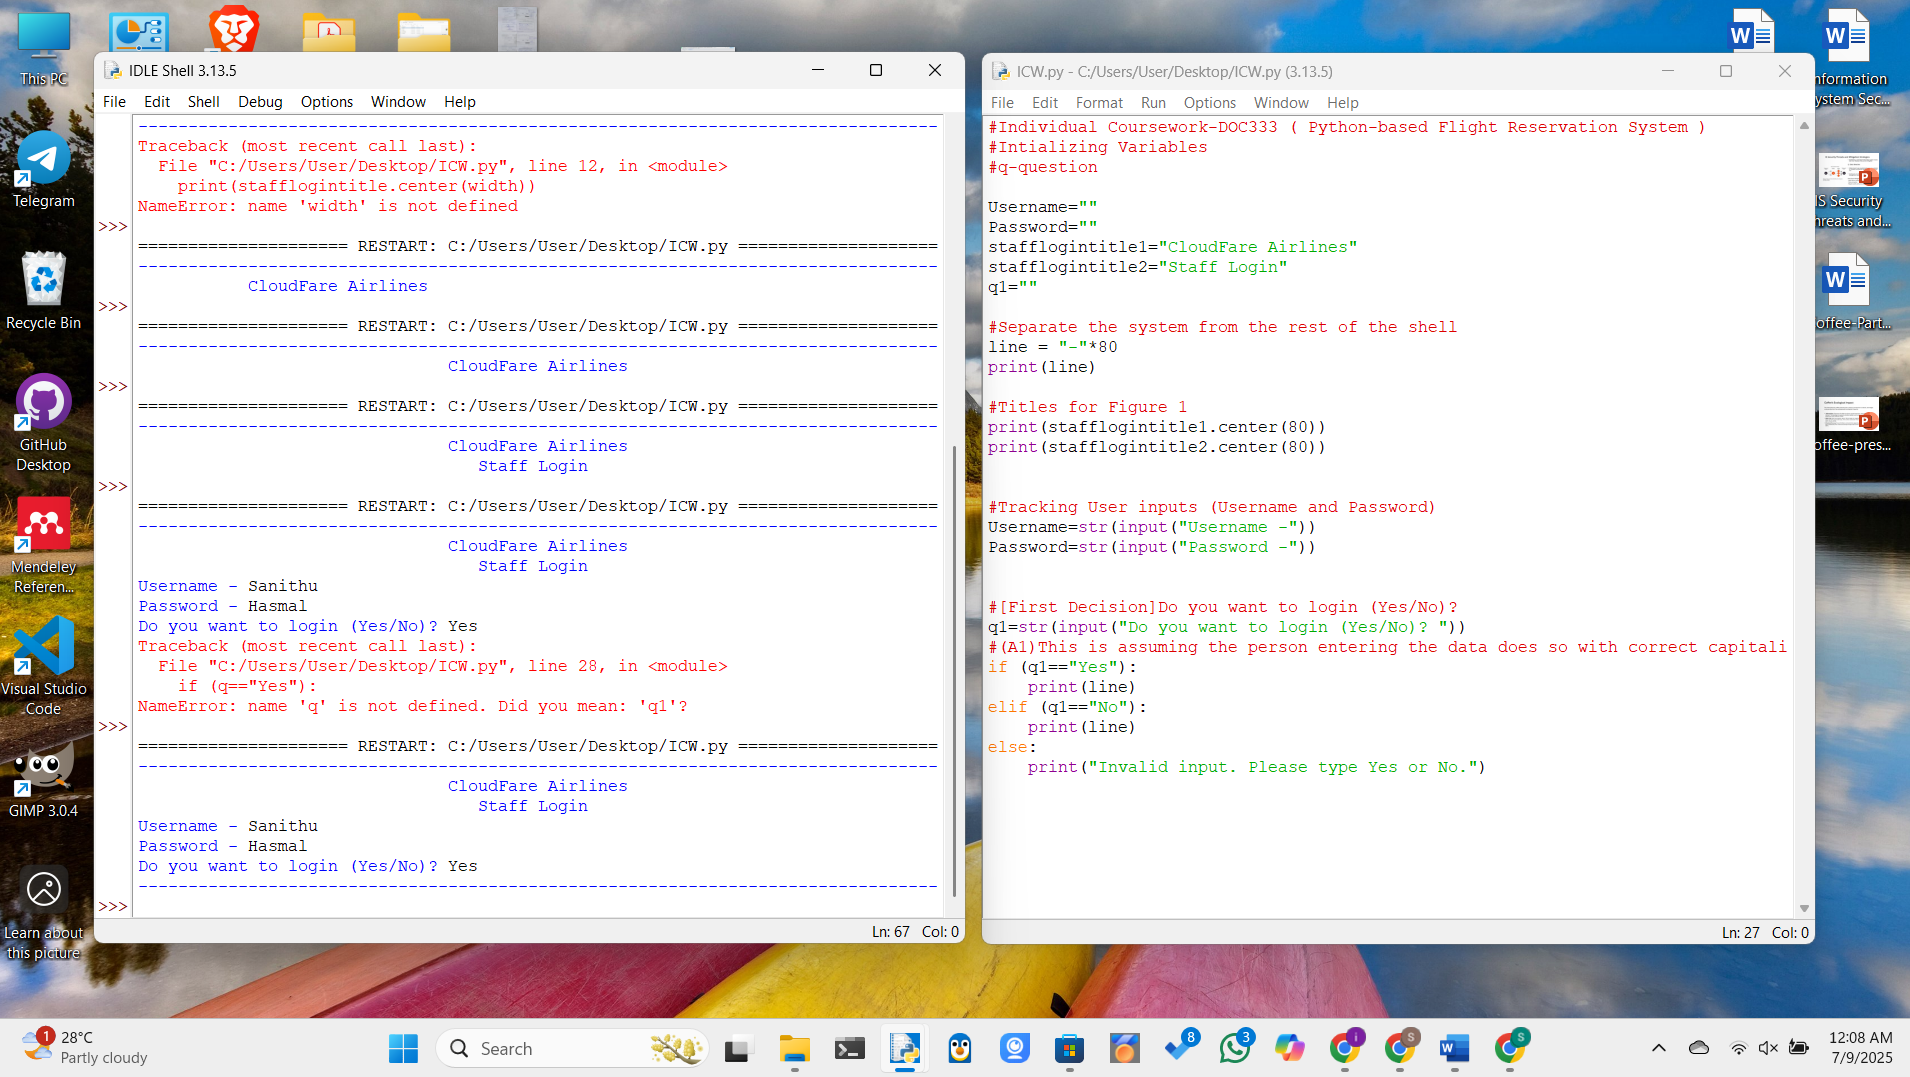 This PC
Telegram
Recycle Bin
GitHub
Desktop
Mendeley
Referen...
Visual Studio
Code
GIMP 3.0.4
Learn about
this picture
IDLE Shell 3.13.5
File Edit Shell Debug Options Window Help
--------------------------------------------------------------------------------
Traceback (most recent call last):
  File "C:/Users/User/Desktop/ICW.py", line 12, in <module>
    print(stafflogintitle.center(width))
NameError: name 'width' is not defined
>>>
===================== RESTART: C:/Users/User/Desktop/ICW.py ====================
--------------------------------------------------------------------------------
           CloudFare Airlines
>>>
===================== RESTART: C:/Users/User/Desktop/ICW.py ====================
--------------------------------------------------------------------------------
                               CloudFare Airlines
>>>
===================== RESTART: C:/Users/User/Desktop/ICW.py ====================
--------------------------------------------------------------------------------
                               CloudFare Airlines
                                  Staff Login
>>>
===================== RESTART: C:/Users/User/Desktop/ICW.py ====================
--------------------------------------------------------------------------------
                               CloudFare Airlines
                                  Staff Login
Username - Sanithu
Password - Hasmal
Do you want to login (Yes/No)? Yes
Traceback (most recent call last):
  File "C:/Users/User/Desktop/ICW.py", line 28, in <module>
    if (q=="Yes"):
NameError: name 'q' is not defined. Did you mean: 'q1'?
>>>
===================== RESTART: C:/Users/User/Desktop/ICW.py ====================
--------------------------------------------------------------------------------
                               CloudFare Airlines
                                  Staff Login
Username - Sanithu
Password - Hasmal
Do you want to login (Yes/No)? Yes
--------------------------------------------------------------------------------
>>>
Ln: 67 Col: 0
ICW.py - C:/Users/User/Desktop/ICW.py (3.13.5)
File Edit Format Run Options Window Help
#Individual Coursework-DOC333 ( Python-based Flight Reservation System )
#Intializing Variables
#q-question
Username=""
Password=""
stafflogintitle1="CloudFare Airlines"
stafflogintitle2="Staff Login"
q1=""
#Separate the system from the rest of the shell
line = "-"*80
print(line)
#Titles for Figure 1
print(stafflogintitle1.center(80))
print(stafflogintitle2.center(80))
#Tracking User inputs (Username and Password)
Username=str(input("Username -"))
Password=str(input("Password -"))
#[First Decision]Do you want to login (Yes/No)?
q1=str(input("Do you want to login (Yes/No)? "))
#(A1)This is assuming the person entering the data does so with correct capitali
if (q1=="Yes"):
    print(line)
elif (q1=="No"):
    print(line)
else:
    print("Invalid input. Please type Yes or No.")
Ln: 27 Col: 0
nformation
ystem Sec...
IS Security
hreats and...
offee-Part...
offee-pres...
1
28°C
Partly cloudy
Search
8
3
i
S
S
12:08 AM
7/9/2025